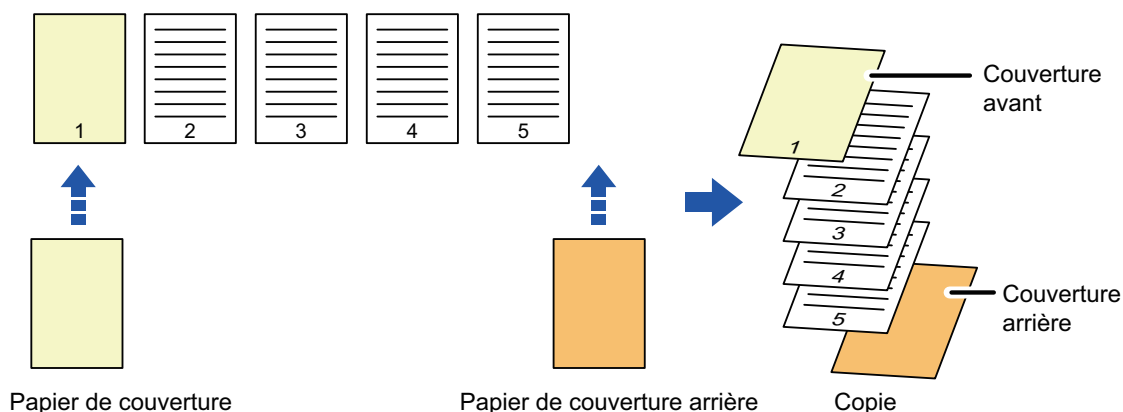 1 2 3 4 5
Couverture
avant
1
2
3
4
5
Couverture
arrière
Papier de couverture
Papier de couverture arrière
Copie